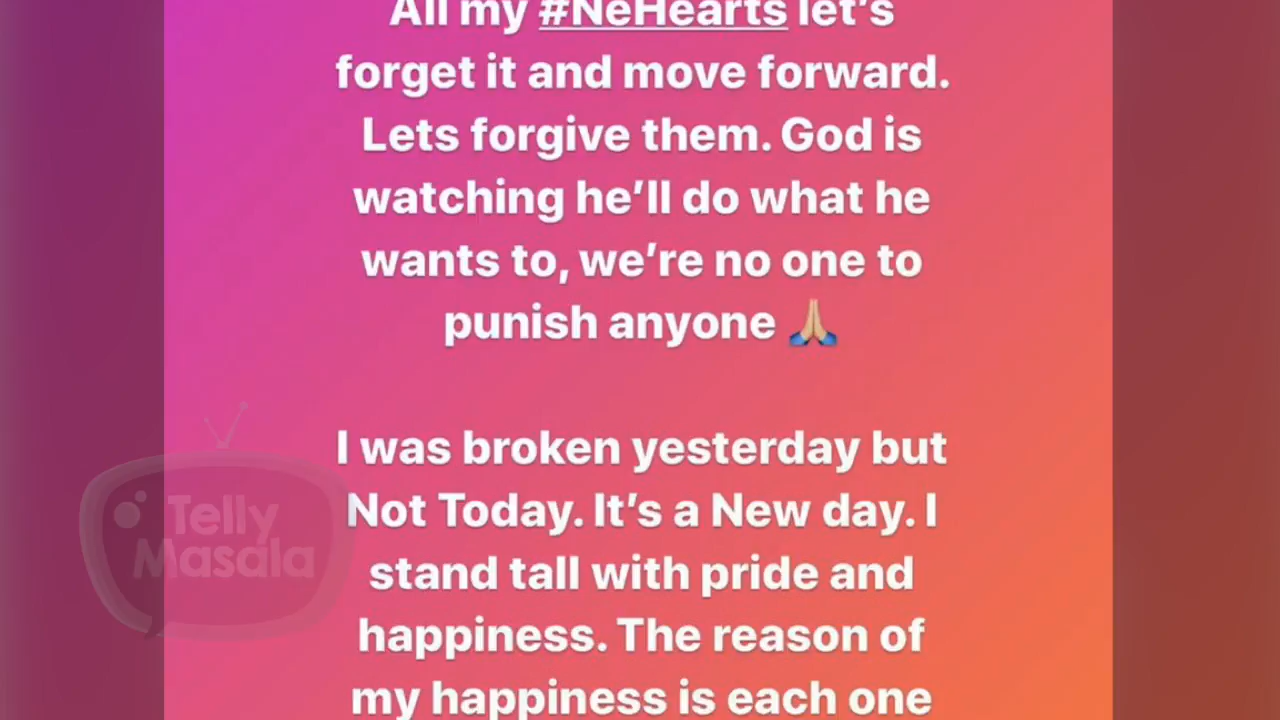 All my #NeHearts let's
forget it and move forward.
Lets forgive them. God is
watching he'll do what he
wants to, we're no one to
punish anyone 🙏🏼
I was broken yesterday but
Not Today. It's a New day. I
stand tall with pride and
happiness. The reason of
my happiness is each one
Telly
Masala